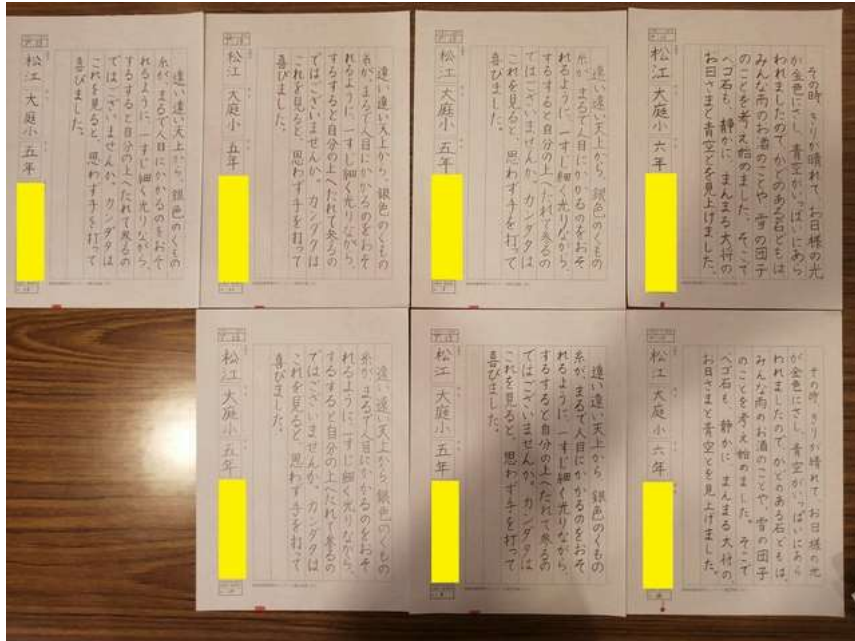 その時、きりが晴れて、お日様の光
が金色にさし、青空がいっぱいにあら
われましたので、かどのある石どもは、
みんな雨のお酒のことや、雪の団子
のことを考え始めました。そこで
ベゴ石も、静かに、まんまる大将の、
お日さまと青空とを見上げました。
松江 大庭小 六年
遠い遠い天上から、銀色のくもの
糸が、まるで人目にかかるのをおそ
れるように、一すじ細く光りながら、
するすると自分の上へたれて来るの
ではございませんか。カンダタは
これを見ると、思わず手を打って
喜びました。
松江 大庭小 五年
遠い遠い天上から、銀色のくもの
糸が、まるで人目にかかるのをおそ
れるように、一すじ細く光りながら、
するすると自分の上へたれて来るの
ではございませんか。カンダタは
これを見ると、思わず手を打って
喜びました。
松江 大庭小 五年
遠い遠い天上から、銀色のくもの
糸が、まるで人目にかかるのをおそ
れるように、一すじ細く光りながら、
するすると自分の上へたれて来るの
ではございませんか。カンダタは
これを見ると、思わず手を打って
喜びました。
松江 大庭小 五年
その時、きりが晴れて、お日様の光
が金色にさし、青空がいっぱいにあら
われましたので、かどのある石どもは、
みんな雨のお酒のことや、雪の団子
のことを考え始めました。そこで
ベゴ石も、静かに、まんまる大将の、
お日さまと青空とを見上げました。
松江 大庭小 六年
遠い遠い天上から、銀色のくもの
糸が、まるで人目にかかるのをおそ
れるように、一すじ細く光りながら、
するすると自分の上へたれて来るの
ではございませんか。カンダタは
これを見ると、思わず手を打って
喜びました。
松江 大庭小 五年
遠い遠い天上から、銀色のくもの
糸が、まるで人目にかかるのをおそ
れるように、一すじ細く光りながら、
するすると自分の上へたれて来るの
ではございませんか。カンダタは
これを見ると、思わず手を打って
喜びました。
松江 大庭小 五年